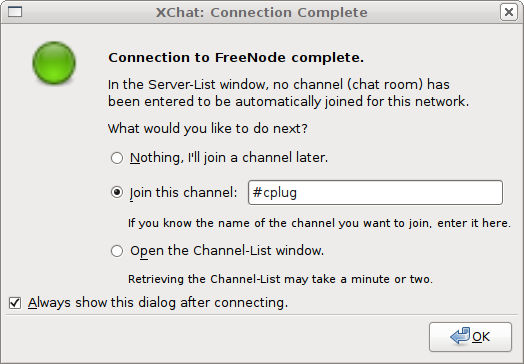 XChat: Connection Complete
Connection to FreeNode complete.
In the Server-List window, no channel (chat room) has
been entered to be automatically joined for this network.
What would you like to do next?
Nothing, I'll join a channel later.
Join this channel: #cplug
If you know the name of the channel you want to join, enter it here.
Open the Channel-List window.
Retrieving the Channel-List may take a minute or two.
Always show this dialog after connecting.
OK